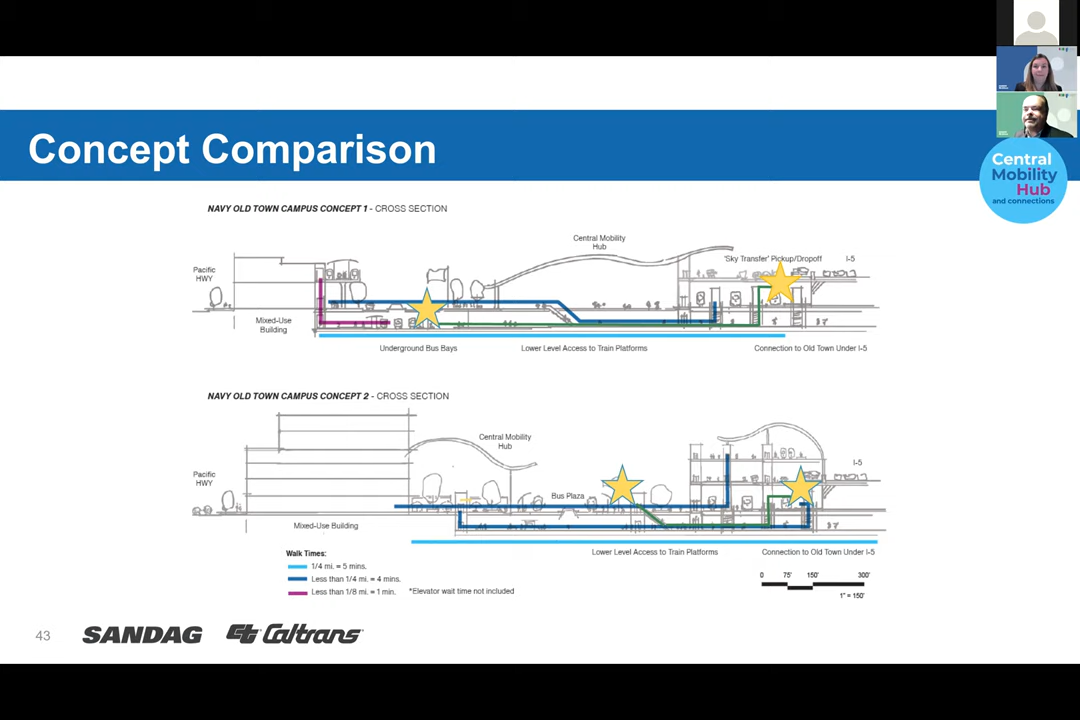 Concept Comparison
Central
Mobility
Hub
and connections
NAVY OLD TOWN CAMPUS CONCEPT 1 - CROSS SECTION
Central Mobility
Hub
'Sky Transfer' Pickup/Dropoff
I-5
Pacific
HWY
Mixed-Use
Building
Underground Bus Bays
Lower Level Access to Train Platforms
Connection to Old Town Under I-5
NAVY OLD TOWN CAMPUS CONCEPT 2 - CROSS SECTION
Central Mobility
Hub
I-5
Pacific
HWY
Bus Plaza
Mixed-Use Building
Lower Level Access to Train Platforms
Connection to Old Town Under I-5
Walk Times:
1/4 mi. = 5 mins.
Less than 1/4 mi. = 4 mins.
Less than 1/8 mi. = 1 min.
*Elevator wait time not included
0 75' 150' 300'
1" = 150'
43
SANDAG
Caltrans